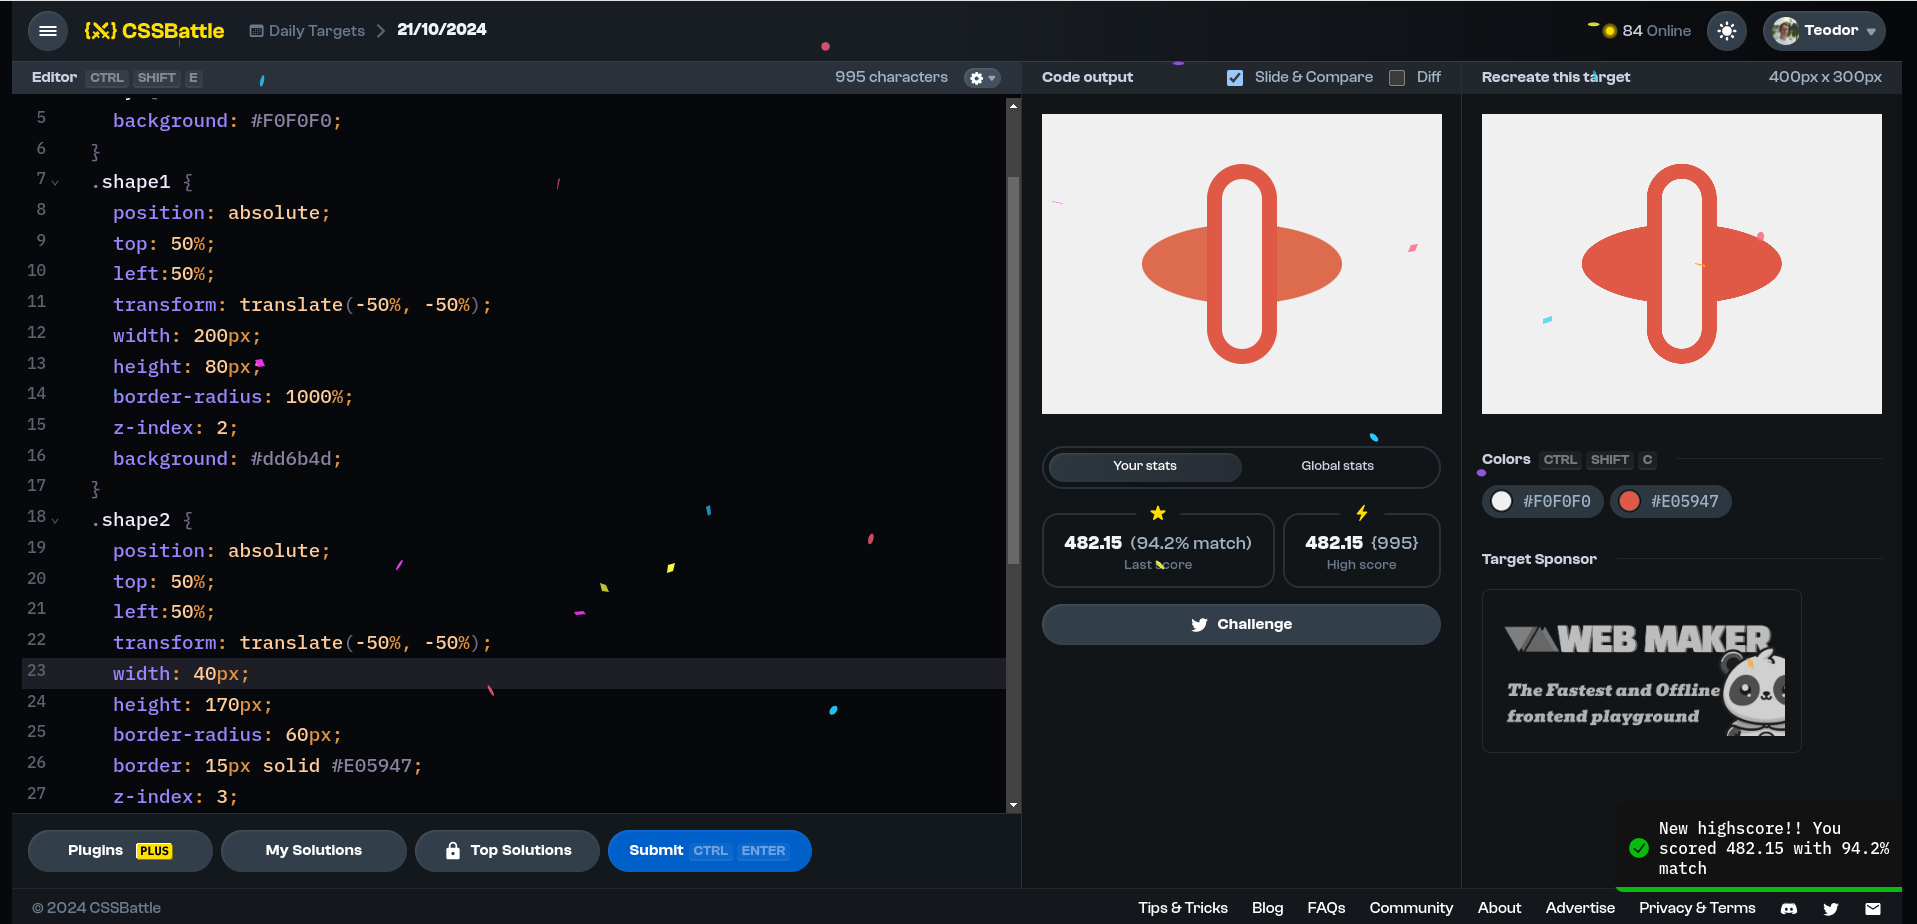 CSSBattle
Daily Targets
21/10/2024
84 Online
Teodor
Editor CTRL SHIFT E
995 characters
Code output
Slide & Compare
Diff
Recreate this target
400px x 300px
5 background: #F0F0F0;
6 }
7 .shape1 {
8 position: absolute;
9 top: 50%;
10 left:50%;
11 transform: translate(-50%, -50%);
12 width: 200px;
13 height: 80px;
14 border-radius: 1000%;
15 z-index: 2;
16 background: #dd6b4d;
17 }
18 .shape2 {
19 position: absolute;
20 top: 50%;
21 left:50%;
22 transform: translate(-50%, -50%);
23 width: 40px;
24 height: 170px;
25 border-radius: 60px;
26 border: 15px solid #E05947;
27 z-index: 3;
Plugins PLUS
My Solutions
Top Solutions
Submit CTRL ENTER
Your stats
Global stats
482.15 (94.2% match)
Last score
482.15 {995}
High score
Challenge
Colors CTRL SHIFT C
#F0F0F0
#E05947
Target Sponsor
WEB MAKER
The Fastest and Offline
frontend playground
New highscore!! You
scored 482.15 with 94.2%
match
© 2024 CSSBattle
Tips & Tricks
Blog
FAQs
Community
About
Advertise
Privacy & Terms